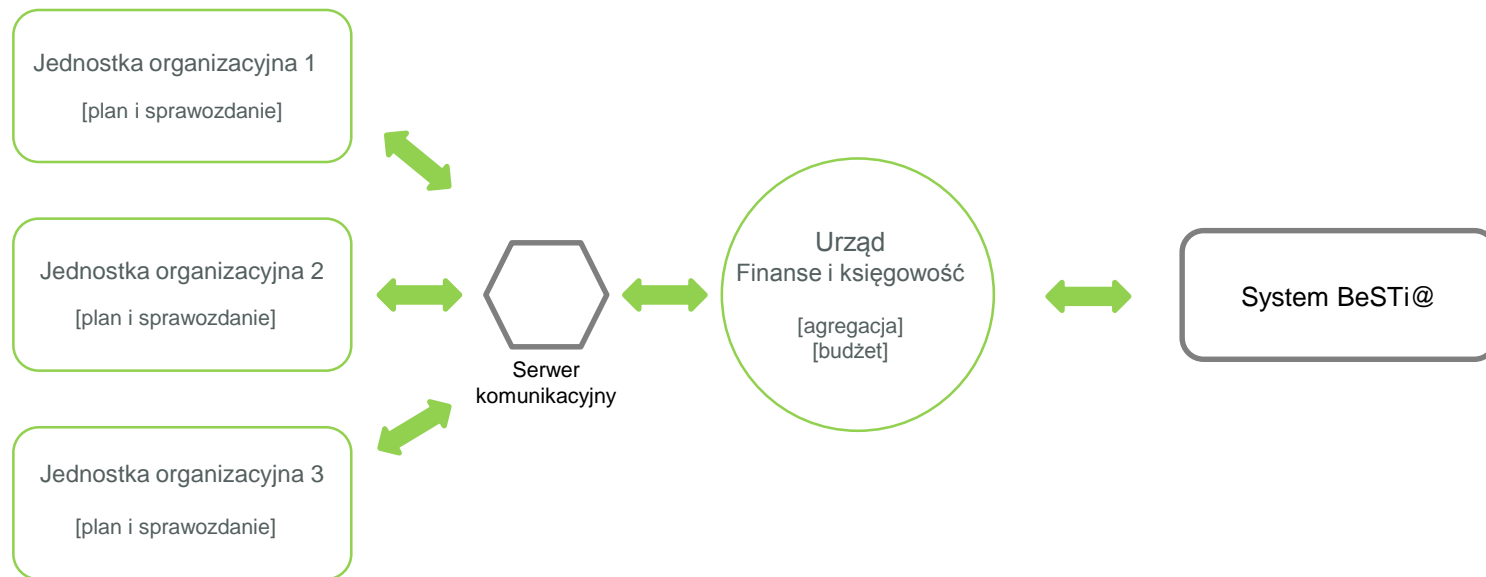 Jednostka organizacyjna 1
[plan i sprawozdanie]
Jednostka organizacyjna 2
[plan i sprawozdanie]
Jednostka organizacyjna 3
[plan i sprawozdanie]
Serwer
komunikacyjny
Urząd
Finanse i księgowość
[agregacja]
[budżet]
System BeSTi@